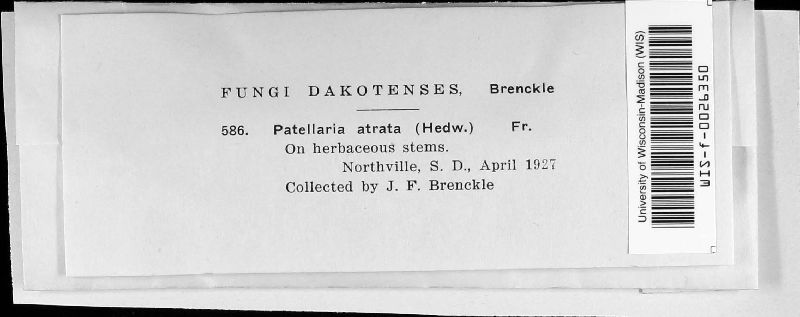 FUNGI DAKOTENSES, Brenckle
586. Patellaria atrata (Hedw.) Fr.
On herbaceous stems.
Northville, S. D., April 1927
Collected by J. F. Brenckle
University of Wisconsin-Madison (WIS)
WIS-f-0026350